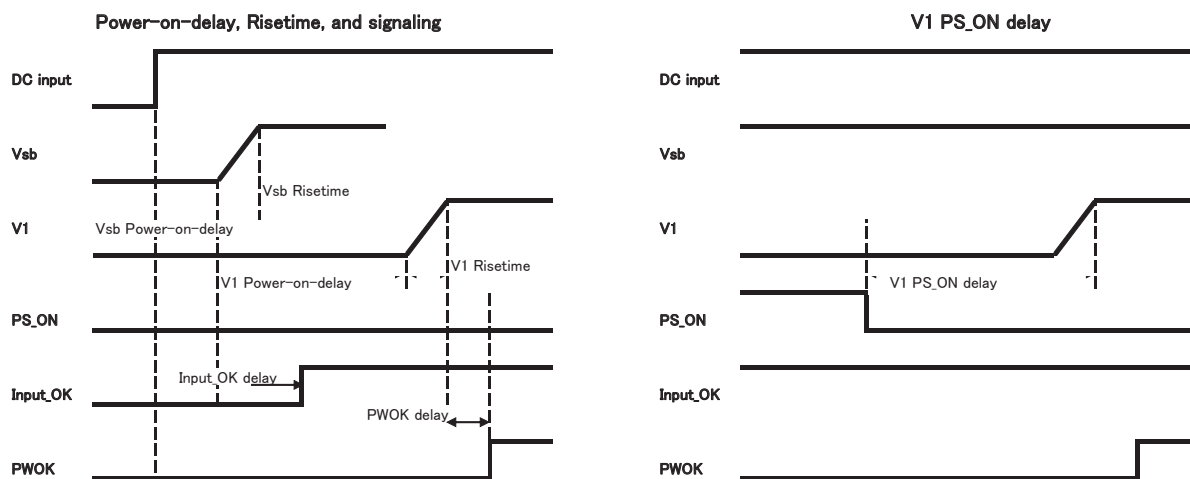 Power-on-delay, Risetime, and signaling
DC input
Vsb
Vsb Risetime
V1
Vsb Power-on-delay
V1 Risetime
V1 Power-on-delay
PS_ON
Input_OK delay
Input_OK
PWOK delay
PWOK
V1 PS_ON delay
DC input
Vsb
V1
V1 PS_ON delay
PS_ON
Input_OK
PWOK